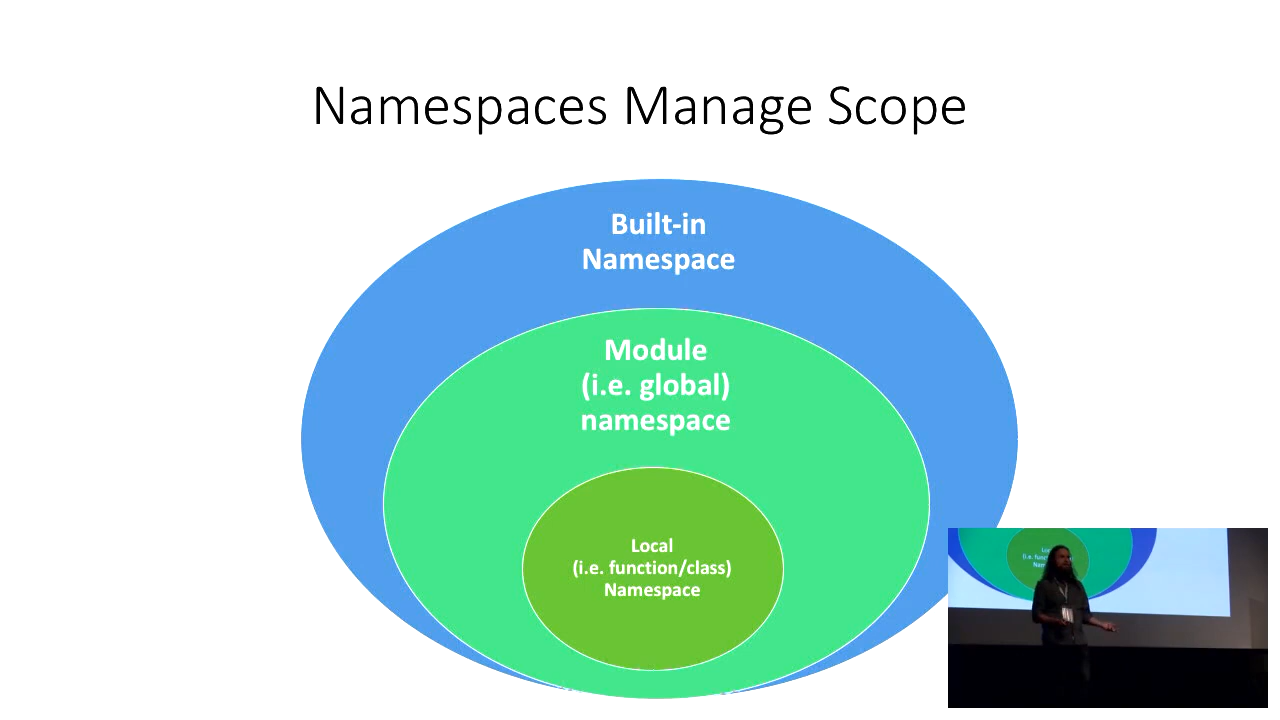 Namespaces Manage Scope
Built-in
Namespace
Module
(i.e. global)
namespace
Local
(i.e. function/class)
Namespace